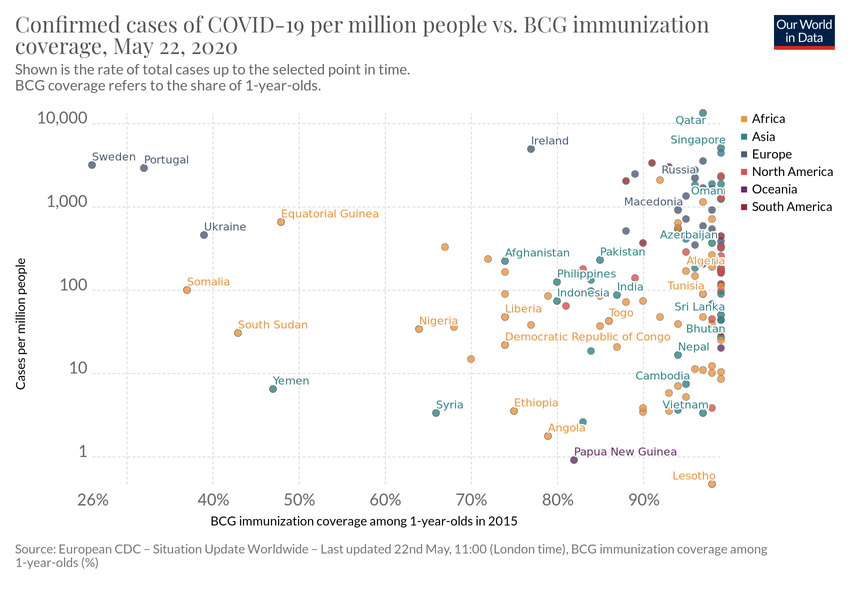 Confirmed cases of COVID-19 per million people vs. BCG immunization
coverage, May 22, 2020
Our World
in Data
Shown is the rate of total cases up to the selected point in time.
BCG coverage refers to the share of 1-year-olds.
10,000
1,000
100
10
1
Cases per million people
Qatar
Singapore
Ireland
Sweden
Portugal
Russia
Oman
Macedonia
Equatorial Guinea
Ukraine
Azerbaijan
Afghanistan
Pakistan
Algeria
Philippines
Somalia
Tunisia
India
Indonesia
Liberia
Sri Lanka
Togo
Nigeria
South Sudan
Bhutan
Democratic Republic of Congo
Nepal
Yemen
Cambodia
Syria
Ethiopia
Vietnam
Angola
Papua New Guinea
Lesotho
Africa
Asia
Europe
North America
Oceania
South America
26%
40%
50%
60%
70%
80%
90%
BCG immunization coverage among 1-year-olds in 2015
Source: European CDC – Situation Update Worldwide – Last updated 22nd May, 11:00 (London time), BCG immunization coverage among
1-year-olds (%)